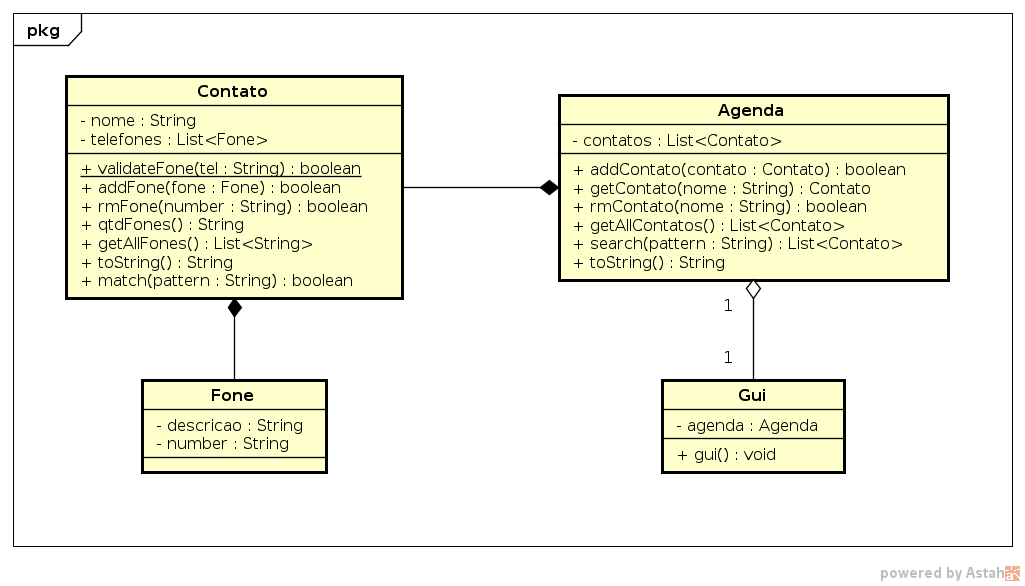 pkg
Contato
- nome : String
- telefones : List<Fone>
+ validateFone(tel : String) : boolean
+ addFone(fone : Fone) : boolean
+ rmFone(number : String) : boolean
+ qtdFones() : String
+ getAllFones() : List<String>
+ toString() : String
+ match(pattern : String) : boolean
Agenda
- contatos : List<Contato>
+ addContato(contato : Contato) : boolean
+ getContato(nome : String) : Contato
+ rmContato(nome : String) : boolean
+ getAllContatos() : List<Contato>
+ search(pattern : String) : List<Contato>
+ toString() : String
1
1
Fone
- descricao : String
- number : String
Gui
- agenda : Agenda
+ gui() : void
powered by Astah